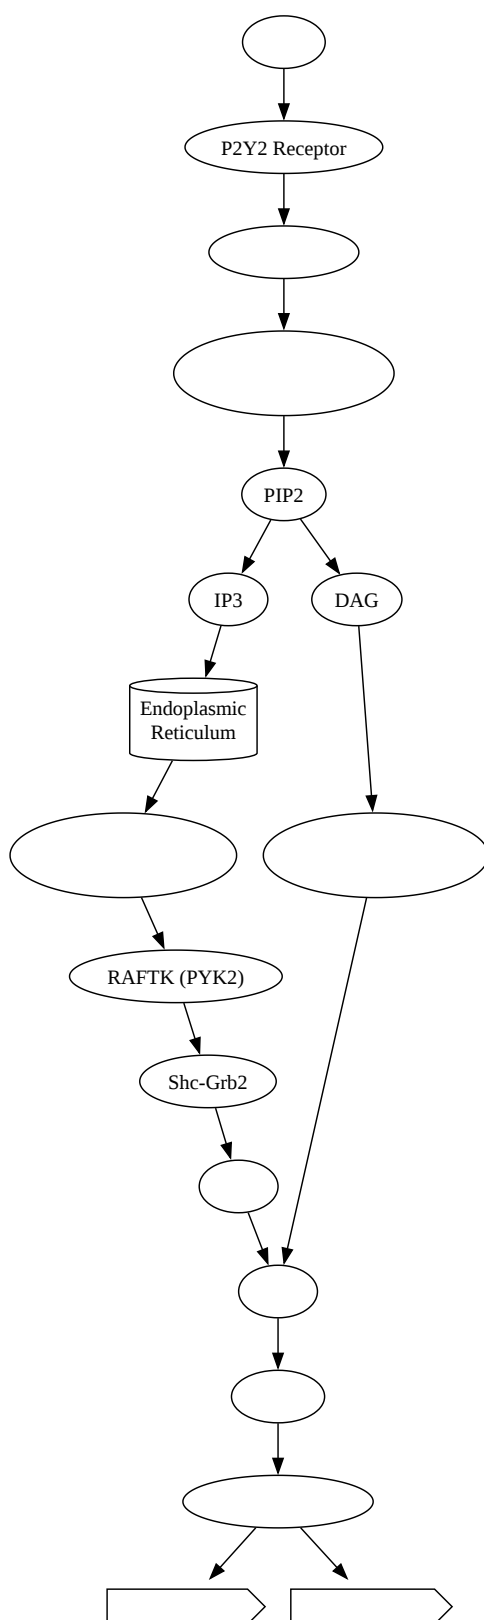 P2Y2 Receptor
PIP2
IP3
DAG
Endoplasmic
Reticulum
RAFTK (PYK2)
Shc-Grb2